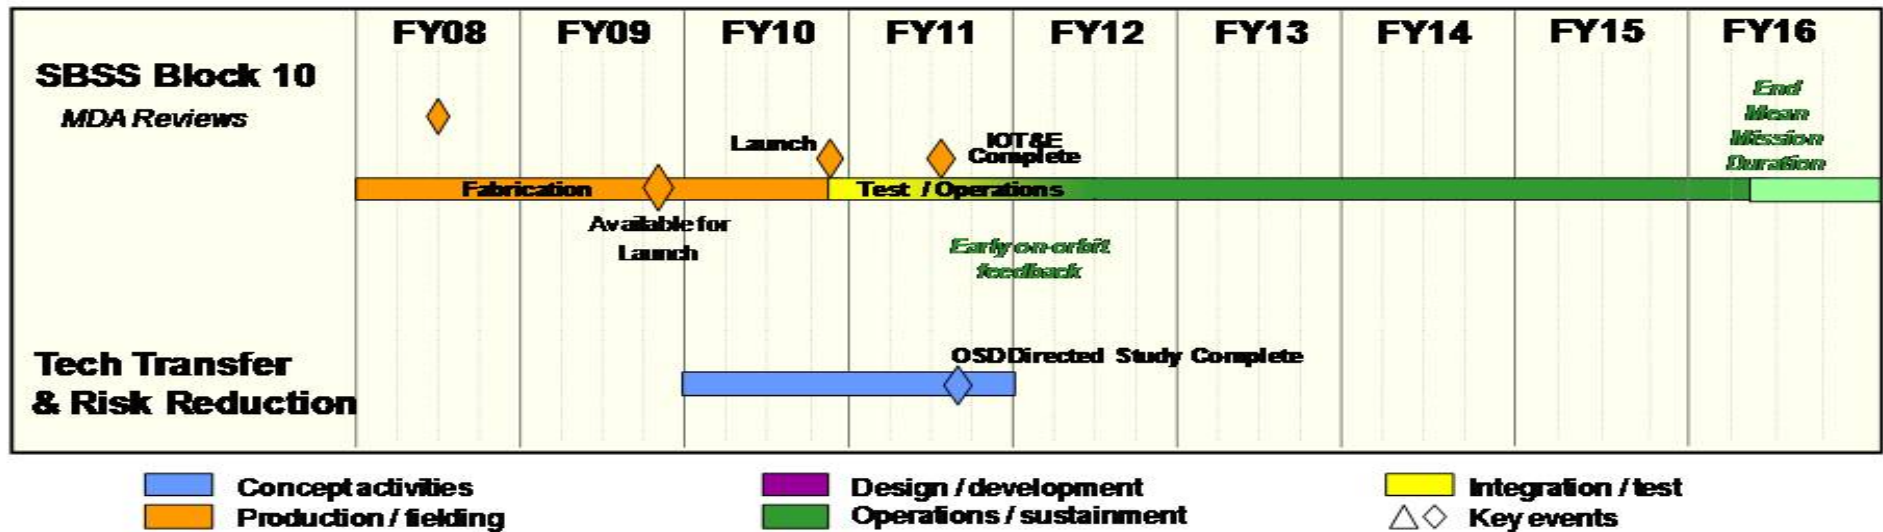 FY08 FY09 FY10 FY11 FY12 FY13 FY14 FY15 FY16
SBSS Block 10
MDA Reviews
End
Mean
Mission
Duration
Launch
IOT&E
Complete
Fabrication
Test / Operations
Available for
Launch
Early on-orbit
feedback
Tech Transfer
& Risk Reduction
OSD Directed Study Complete
Concept activities
Design / development
Integration / test
Production / fielding
Operations / sustainment
Key events